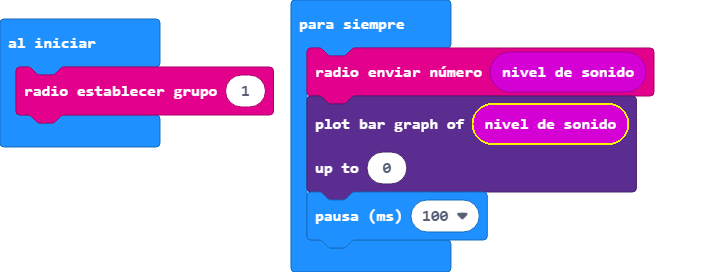 al iniciar
radio establecer grupo 1
para siempre
radio enviar número nivel de sonido
plot bar graph of nivel de sonido
up to 0
pausa (ms) 100